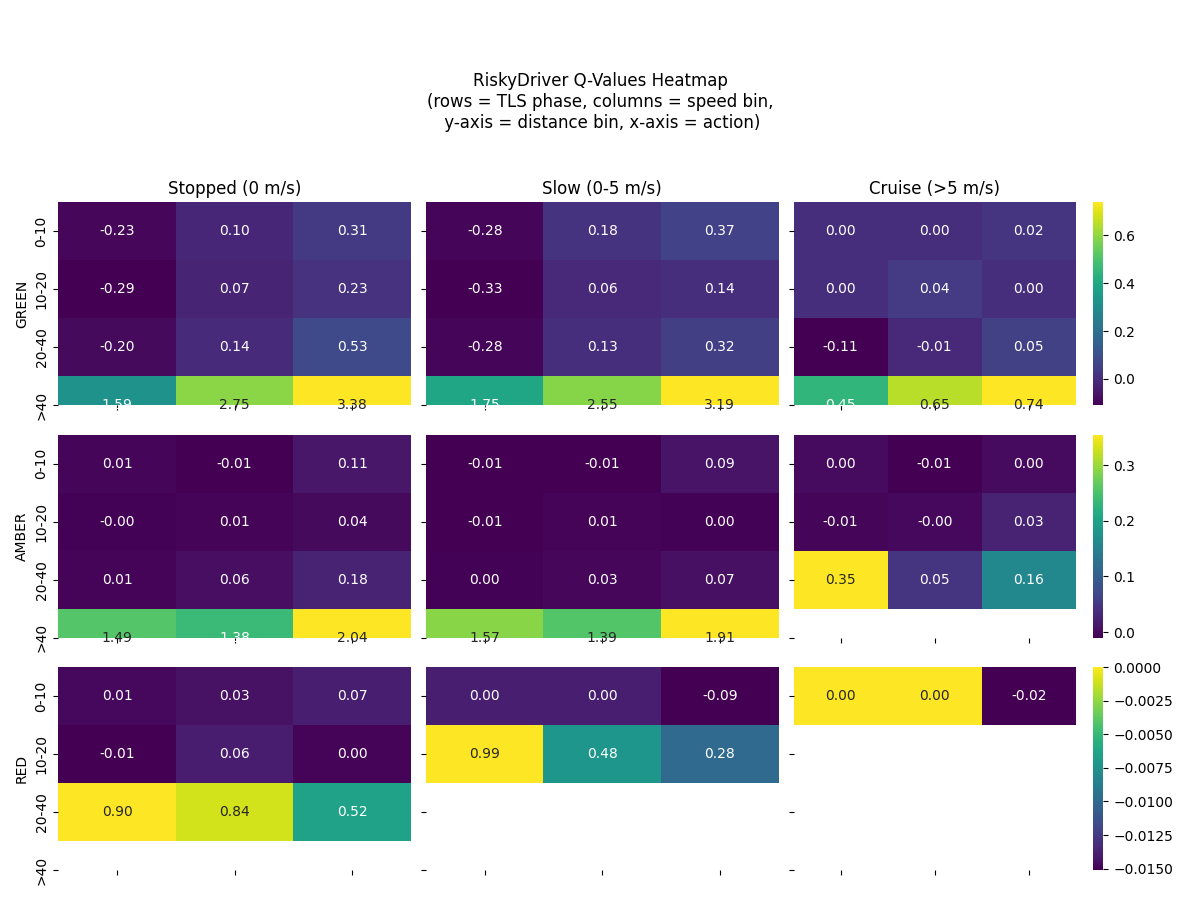 RiskyDriver Q-Values Heatmap
(rows = TLS phase, columns = speed bin,
y-axis = distance bin, x-axis = action)
Stopped (0 m/s) Slow (0-5 m/s) Cruise (>5 m/s)
GREEN
0-10 -0.23 0.10 0.31 -0.28 0.18 0.37 0.00 0.00 0.02
10-20 -0.29 0.07 0.23 -0.33 0.06 0.14 0.00 0.04 0.00
20-40 -0.20 0.14 0.53 -0.28 0.13 0.32 -0.11 -0.01 0.05
>40 1.59 2.75 3.38 1.75 2.55 3.19 0.45 0.65 0.74
0.6
0.4
0.2
0.0
AMBER
0-10 0.01 -0.01 0.11 -0.01 -0.01 0.09 0.00 -0.01 0.00
10-20 -0.00 0.01 0.04 -0.01 0.01 0.00 -0.01 -0.00 0.03
20-40 0.01 0.06 0.18 0.00 0.03 0.07 0.35 0.05 0.16
>40 1.49 1.38 2.04 1.57 1.39 1.91
0.3
0.2
0.1
0.0
RED
0-10 0.01 0.03 0.07 0.00 0.00 -0.09 0.00 0.00 -0.02
10-20 -0.01 0.06 0.00 0.99 0.48 0.28
20-40 0.90 0.84 0.52
>40
0.0000
−0.0025
−0.0050
−0.0075
−0.0100
−0.0125
−0.0150